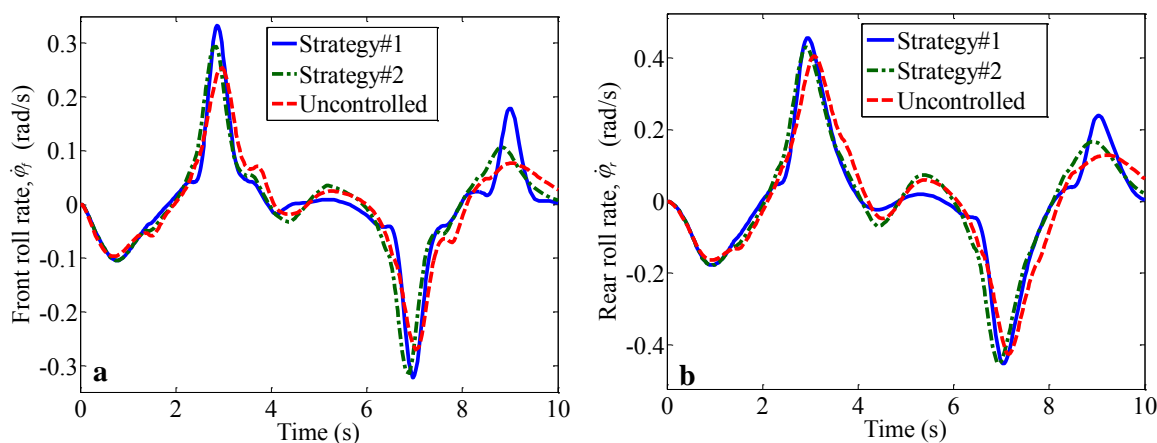 0.3
0.2
0.1
0
-0.1
-0.2
-0.3
Front roll rate, φ̇f (rad/s)
Strategy#1
Strategy#2
Uncontrolled
a
0 2 4 6 8 10
Time (s)
0.4
0.2
0
-0.2
-0.4
Rear roll rate, φ̇r (rad/s)
Strategy#1
Strategy#2
Uncontrolled
b
0 2 4 6 8 10
Time (s)